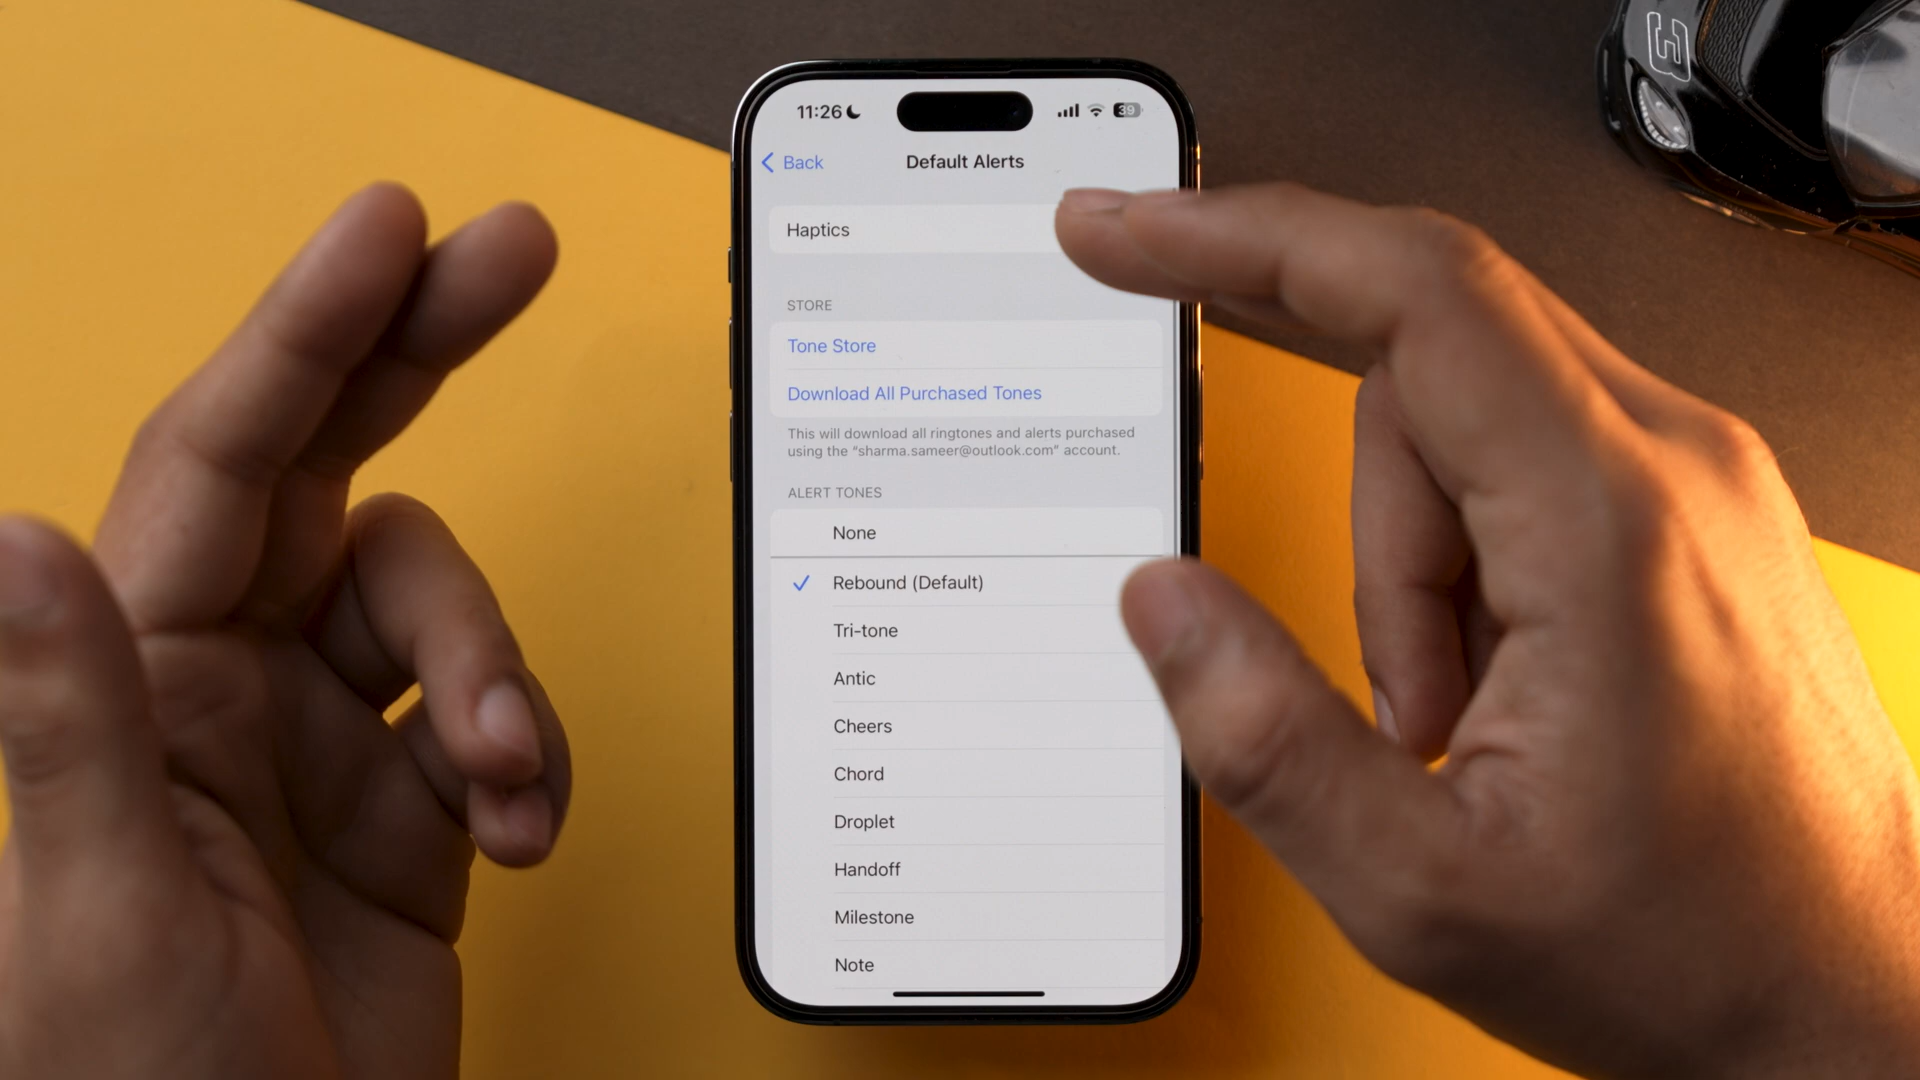 3
11:26
39
Back
Default Alerts
Haptics
STORE
Tone Store
Download All Purchased Tones
This will download all ringtones and alerts purchased
using the “sharma.sameer@outlook.com” account.
ALERT TONES
None
Rebound (Default)
Tri-tone
Antic
Cheers
Chord
Droplet
Handoff
Milestone
Note